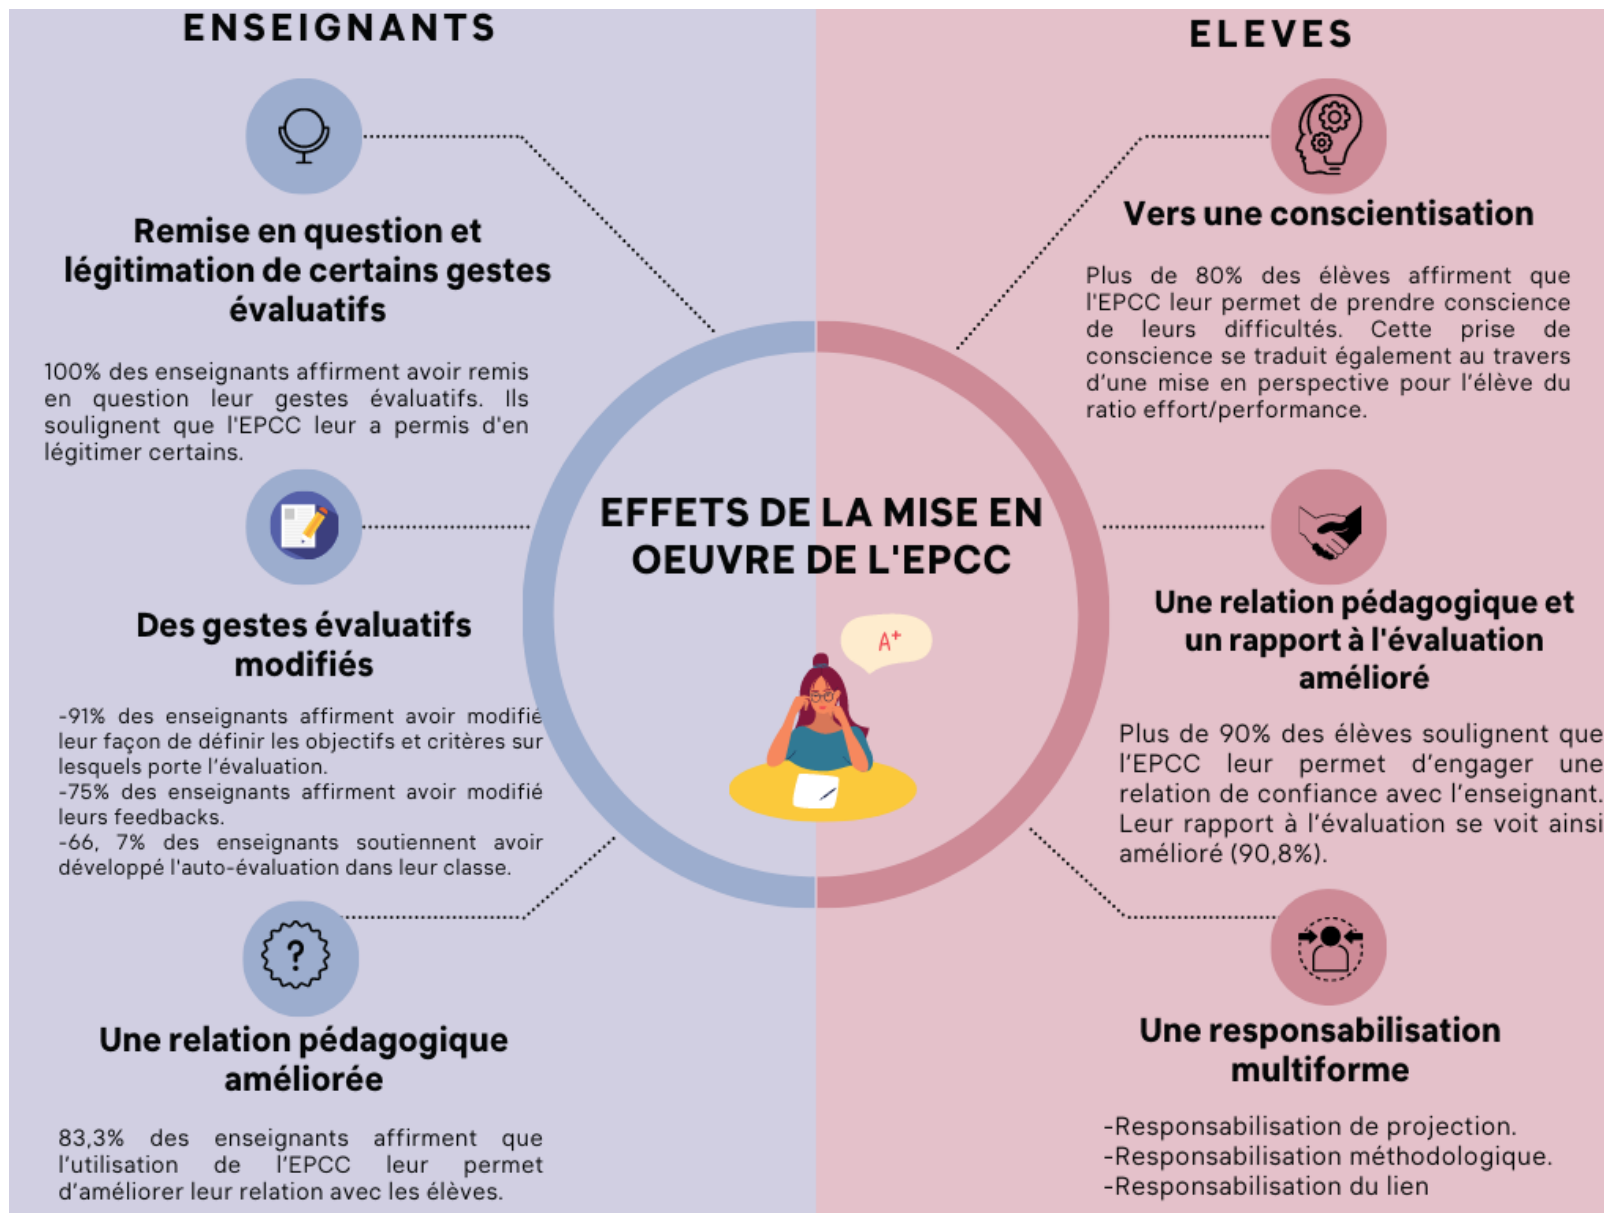 ENSEIGNANTS
Remise en question et
légitimation de certains gestes
évaluatifs
100% des enseignants affirment avoir remis
en question leur gestes évaluatifs. Ils
soulignent que l'EPCC leur a permis d'en
légitimer certains.
Des gestes évaluatifs
modifiés
-91% des enseignants affirment avoir modifié
leur façon de définir les objectifs et critères sur
lesquels porte l’évaluation.
-75% des enseignants affirment avoir modifié
leurs feedbacks.
-66, 7% des enseignants soutiennent avoir
développé l'auto-évaluation dans leur classe.
Une relation pédagogique
améliorée
83,3% des enseignants affirment que
l’utilisation de l’EPCC leur permet
d’améliorer leur relation avec les élèves.
EFFETS DE LA MISE EN
OEUVRE DE L'EPCC
A+
ELEVES
Vers une conscientisation
Plus de 80% des élèves affirment que
l'EPCC leur permet de prendre conscience
de leurs difficultés. Cette prise de
conscience se traduit également au travers
d’une mise en perspective pour l’élève du
ratio effort/performance.
Une relation pédagogique et
un rapport à l'évaluation
amélioré
Plus de 90% des élèves soulignent que
l’EPCC leur permet d’engager une
relation de confiance avec l’enseignant.
Leur rapport à l’évaluation se voit ainsi
amélioré (90,8%).
Une responsabilisation
multiforme
-Responsabilisation de projection.
-Responsabilisation méthodologique.
-Responsabilisation du lien